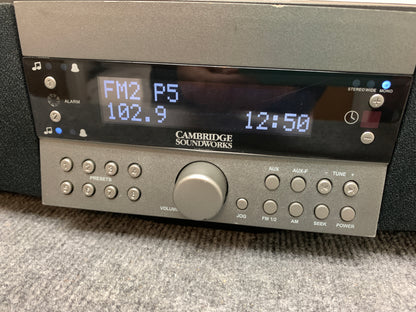 STEREO WIDE MONO
FM2 P5
ALARM
102.9 12:50
CAMBRIDGE
SOUNDWORKS
AUX AUX-F - TUNE +
PRESETS
VOLUME
JOG FM 1/2 AM SEEK POWER